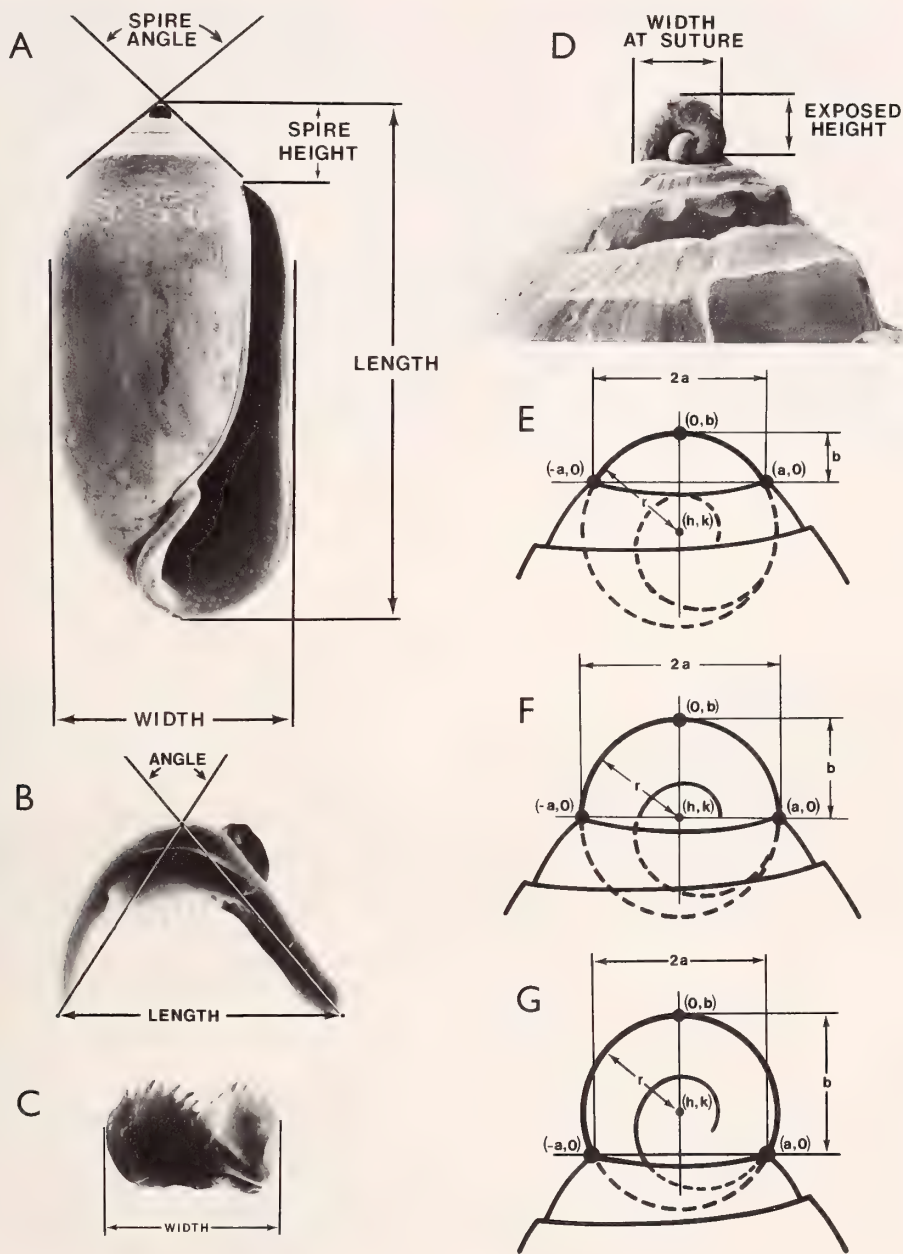 A
SPIRE
ANGLE
SPIRE
HEIGHT
LENGTH
WIDTH
B
ANGLE
LENGTH
C
WIDTH
D
WIDTH
AT SUTURE
EXPOSED
HEIGHT
E
2a
(0,b)
b
(-a,0)
(a,0)
r
(h,k)
F
2a
(0,b)
b
r
(-a,0)
(h,k)
(a,0)
G
2a
(0,b)
r
b
(h,k)
(-a,0)
(a,0)